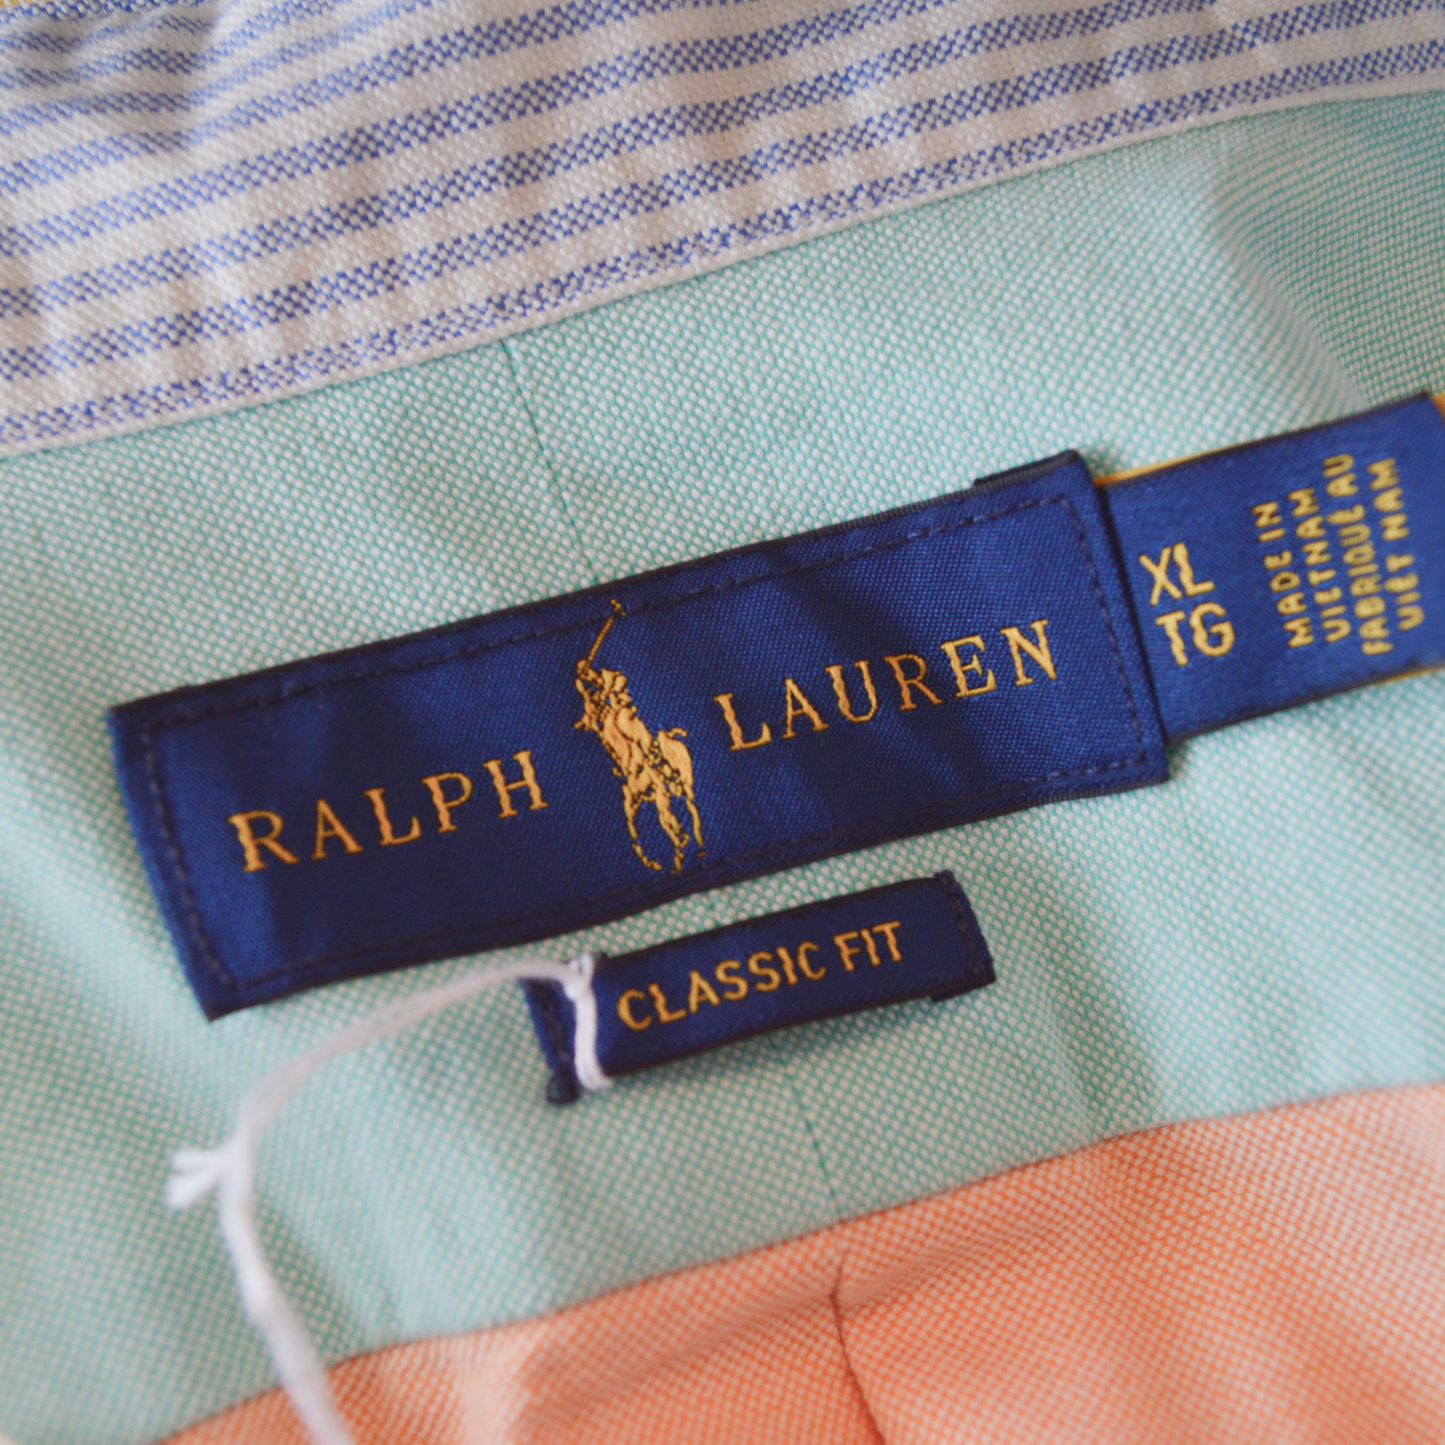 RALPH LAUREN
XL
TG
MADE IN
VIETNAM
FABRIQUÉ AU
VIÊT NAM
CLASSIC FIT